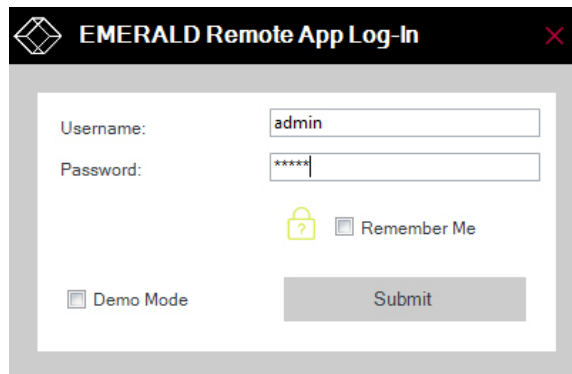 EMERALD Remote App Log-In
Username:
admin
Password:
*****
?
Remember Me
Demo Mode
Submit